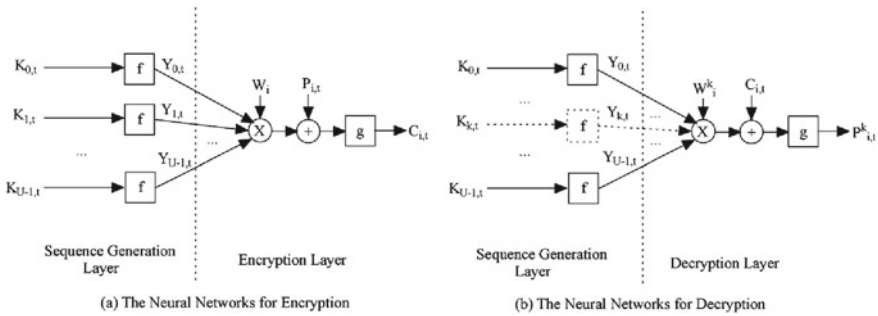 K0,t
f
Y0,t
Wi
Pi,t
K1,t
f
Y1,t
X
+
g
Ci,t
...
...
YU-1,t
KU-1,t
f
Sequence Generation
Layer
Encryption Layer
(a) The Neural Networks for Encryption
K0,t
f
Y0,t
Wki
Ci,t
...
Kk,t
f
Yk,t
...
X
+
g
Pki,t
...
...
YU-1,t
KU-1,t
f
Sequence Generation
Layer
Decryption Layer
(b) The Neural Networks for Decryption